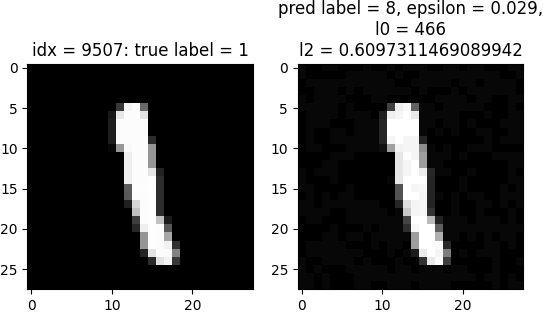 idx = 9507: true label = 1
0
5
10
15
20
25
0 10 20
pred label = 8, epsilon = 0.029,
l0 = 466
l2 = 0.6097311469089942
0
5
10
15
20
25
0 10 20